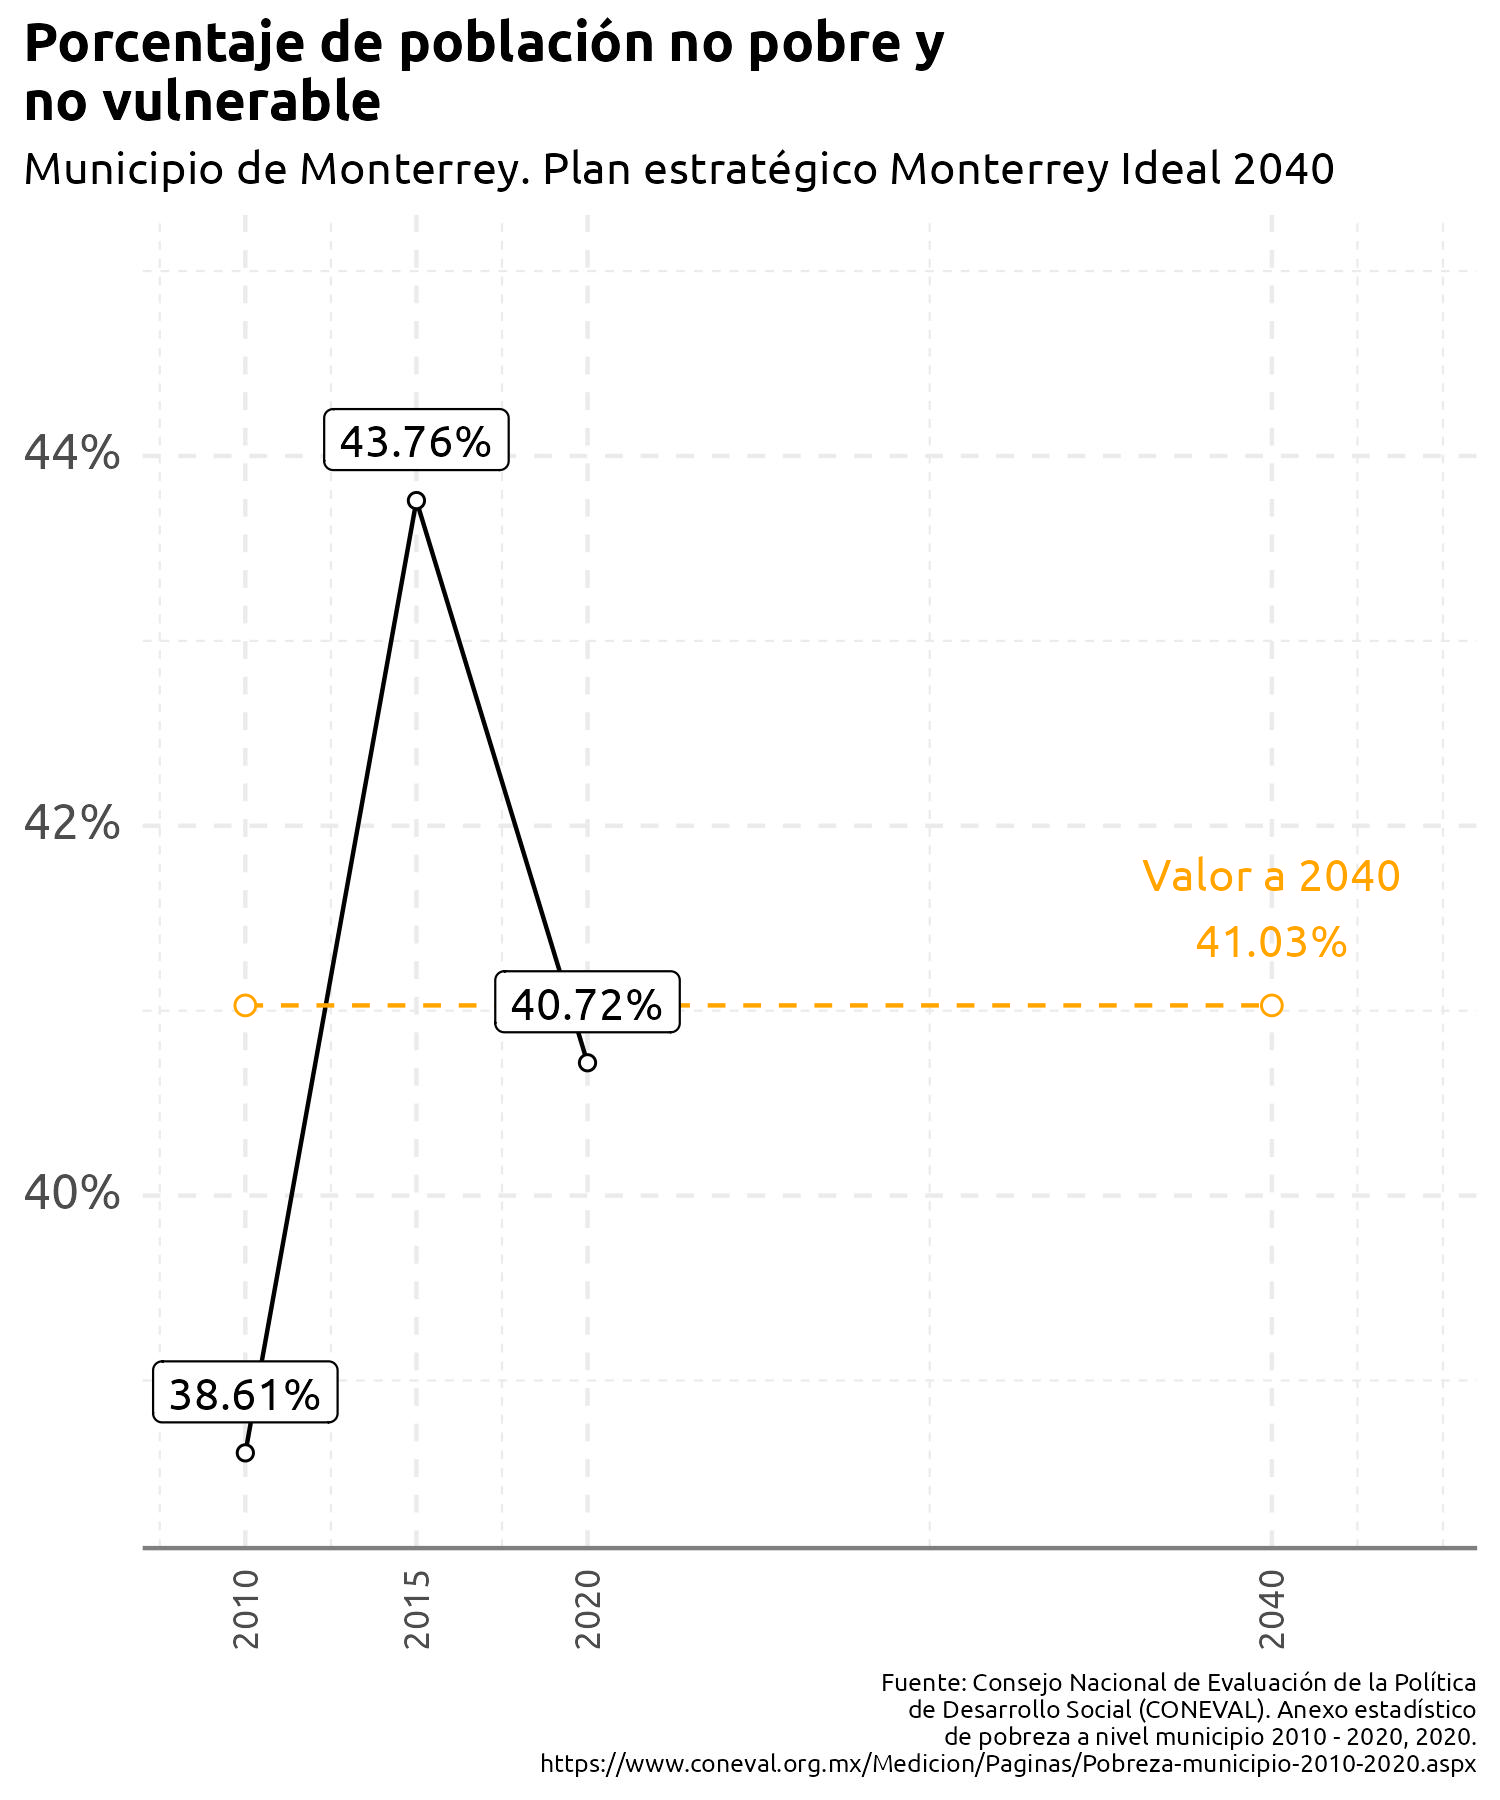 Porcentaje de población no pobre y
no vulnerable
Municipio de Monterrey. Plan estratégico Monterrey Ideal 2040
44%
43.76%
42%
Valor a 2040
41.03%
40.72%
40%
38.61%
2010
2015
2020
2040
Fuente: Consejo Nacional de Evaluación de la Política
de Desarrollo Social (CONEVAL). Anexo estadístico
de pobreza a nivel municipio 2010 - 2020, 2020.
https://www.coneval.org.mx/Medicion/Paginas/Pobreza-municipio-2010-2020.aspx